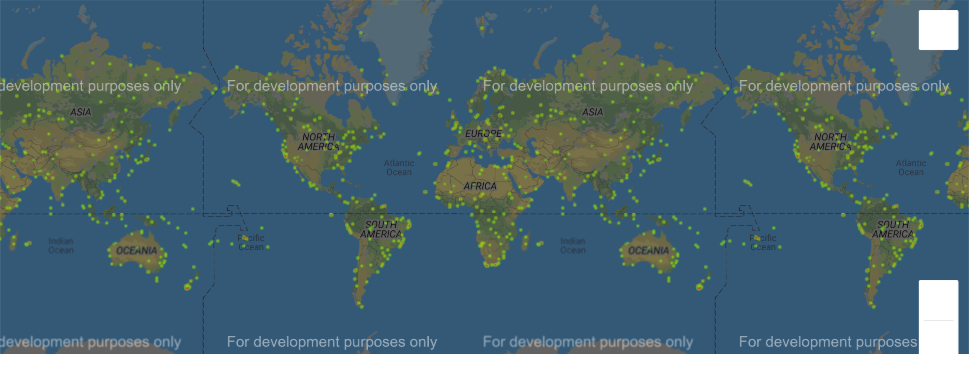 development purposes only For development purposes only For development purposes only For development purposes only
ASIA EUROPE ASIA
NORTH AMERICA NORTH AMERICA
Atlantic Ocean Atlantic Ocean
AFRICA
SOUTH AMERICA SOUTH AMERICA
Indian Ocean OCEANIA Pacific Ocean Indian Ocean OCEANIA Pacific Ocean
development purposes only For development purposes only For development purposes only For development purposes